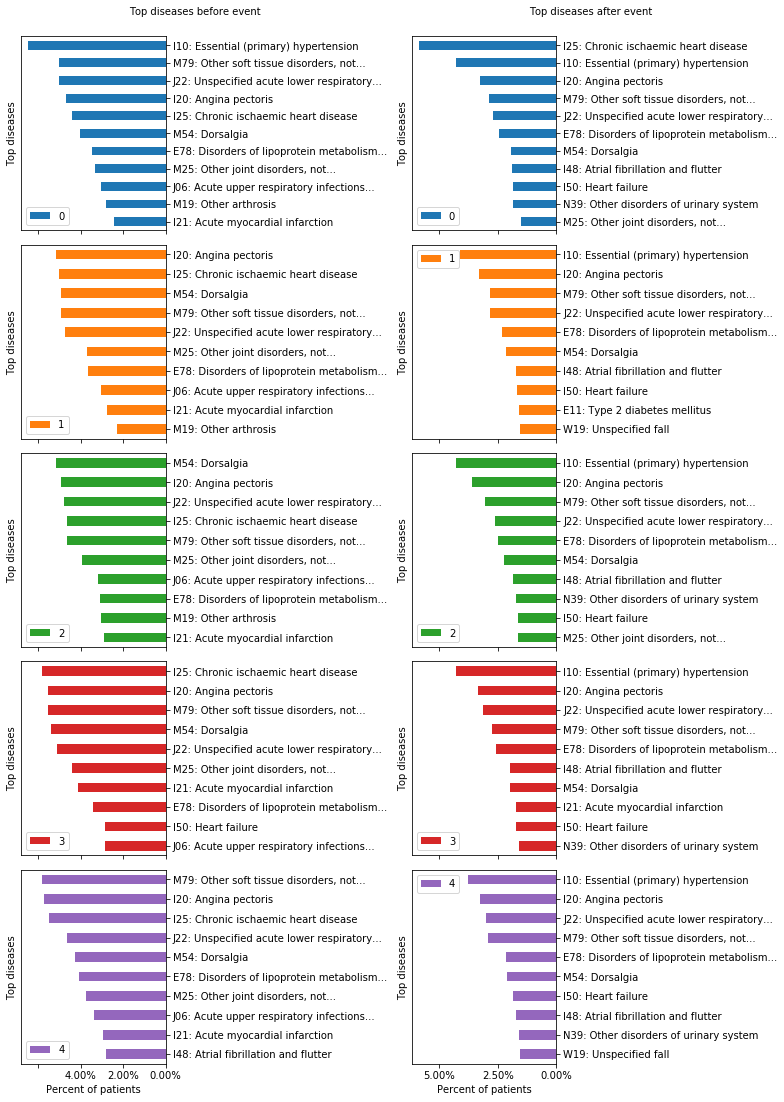 Top diseases before event
Top diseases after event
Top diseases
I10: Essential (primary) hypertension
M79: Other soft tissue disorders, not...
J22: Unspecified acute lower respiratory...
I20: Angina pectoris
I25: Chronic ischaemic heart disease
M54: Dorsalgia
E78: Disorders of lipoprotein metabolism...
M25: Other joint disorders, not...
J06: Acute upper respiratory infections...
M19: Other arthrosis
I21: Acute myocardial infarction
0
Top diseases
I25: Chronic ischaemic heart disease
I10: Essential (primary) hypertension
I20: Angina pectoris
M79: Other soft tissue disorders, not...
J22: Unspecified acute lower respiratory...
E78: Disorders of lipoprotein metabolism...
M54: Dorsalgia
I48: Atrial fibrillation and flutter
I50: Heart failure
N39: Other disorders of urinary system
M25: Other joint disorders, not...
0
Top diseases
I20: Angina pectoris
I25: Chronic ischaemic heart disease
M54: Dorsalgia
M79: Other soft tissue disorders, not...
J22: Unspecified acute lower respiratory...
M25: Other joint disorders, not...
E78: Disorders of lipoprotein metabolism...
J06: Acute upper respiratory infections...
I21: Acute myocardial infarction
M19: Other arthrosis
1
Top diseases
1
I10: Essential (primary) hypertension
I20: Angina pectoris
M79: Other soft tissue disorders, not...
J22: Unspecified acute lower respiratory...
E78: Disorders of lipoprotein metabolism...
M54: Dorsalgia
I48: Atrial fibrillation and flutter
I50: Heart failure
E11: Type 2 diabetes mellitus
W19: Unspecified fall
Top diseases
M54: Dorsalgia
I20: Angina pectoris
J22: Unspecified acute lower respiratory...
I25: Chronic ischaemic heart disease
M79: Other soft tissue disorders, not...
M25: Other joint disorders, not...
J06: Acute upper respiratory infections...
E78: Disorders of lipoprotein metabolism...
M19: Other arthrosis
I21: Acute myocardial infarction
2
Top diseases
I10: Essential (primary) hypertension
I20: Angina pectoris
M79: Other soft tissue disorders, not...
J22: Unspecified acute lower respiratory...
E78: Disorders of lipoprotein metabolism...
M54: Dorsalgia
I48: Atrial fibrillation and flutter
N39: Other disorders of urinary system
I50: Heart failure
M25: Other joint disorders, not...
2
Top diseases
I25: Chronic ischaemic heart disease
I20: Angina pectoris
M79: Other soft tissue disorders, not...
M54: Dorsalgia
J22: Unspecified acute lower respiratory...
M25: Other joint disorders, not...
I21: Acute myocardial infarction
E78: Disorders of lipoprotein metabolism...
I50: Heart failure
J06: Acute upper respiratory infections...
3
Top diseases
I10: Essential (primary) hypertension
I20: Angina pectoris
J22: Unspecified acute lower respiratory...
M79: Other soft tissue disorders, not...
E78: Disorders of lipoprotein metabolism...
I48: Atrial fibrillation and flutter
M54: Dorsalgia
I21: Acute myocardial infarction
I50: Heart failure
N39: Other disorders of urinary system
3
Top diseases
M79: Other soft tissue disorders, not...
I20: Angina pectoris
I25: Chronic ischaemic heart disease
J22: Unspecified acute lower respiratory...
M54: Dorsalgia
E78: Disorders of lipoprotein metabolism...
M25: Other joint disorders, not...
J06: Acute upper respiratory infections...
I21: Acute myocardial infarction
I48: Atrial fibrillation and flutter
4
4.00% 2.00% 0.00%
Percent of patients
Top diseases
4
I10: Essential (primary) hypertension
I20: Angina pectoris
J22: Unspecified acute lower respiratory...
M79: Other soft tissue disorders, not...
E78: Disorders of lipoprotein metabolism...
M54: Dorsalgia
I50: Heart failure
I48: Atrial fibrillation and flutter
N39: Other disorders of urinary system
W19: Unspecified fall
5.00% 2.50% 0.00%
Percent of patients